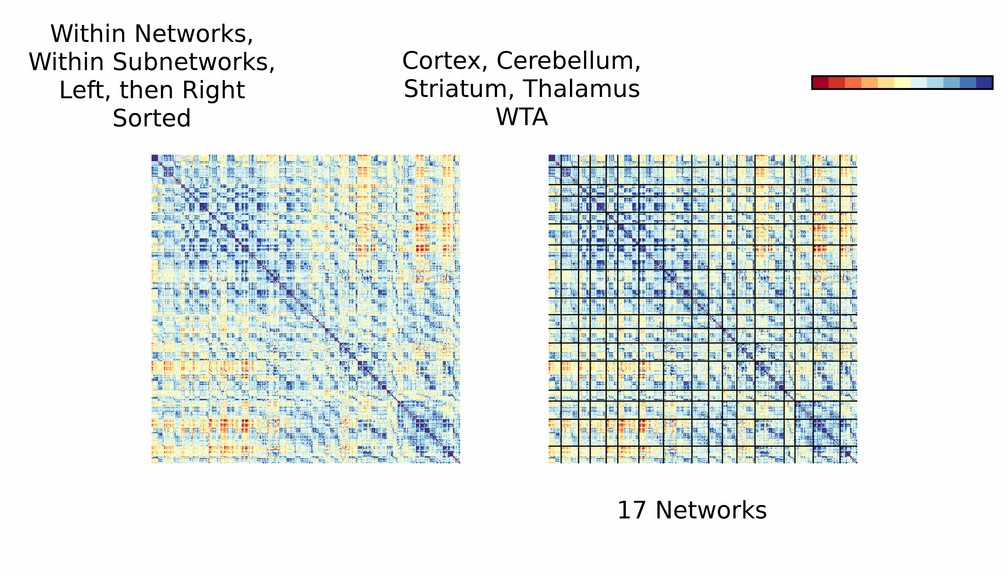 Within Networks,
Within Subnetworks,
Left, then Right
Sorted
Cortex, Cerebellum,
Striatum, Thalamus
WTA
17 Networks